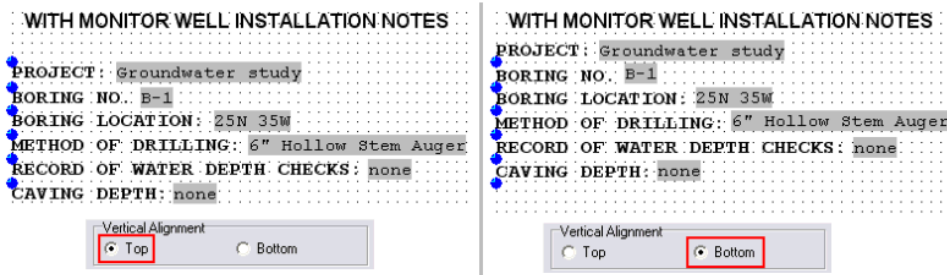 WITH MONITOR WELL INSTALLATION NOTES
PROJECT: Groundwater study
BORING NO. B-1
BORING LOCATION: 25N 35W
METHOD OF DRILLING: 6" Hollow Stem Auger
RECORD OF WATER DEPTH CHECKS: none
CAVING DEPTH: none
Vertical Alignment
Top Bottom
WITH MONITOR WELL INSTALLATION NOTES
PROJECT: Groundwater study
BORING NO. B-1
BORING LOCATION: 25N 35W
METHOD OF DRILLING: 6" Hollow Stem Auger
RECORD OF WATER DEPTH CHECKS: none
CAVING DEPTH: none
Vertical Alignment
Top Bottom